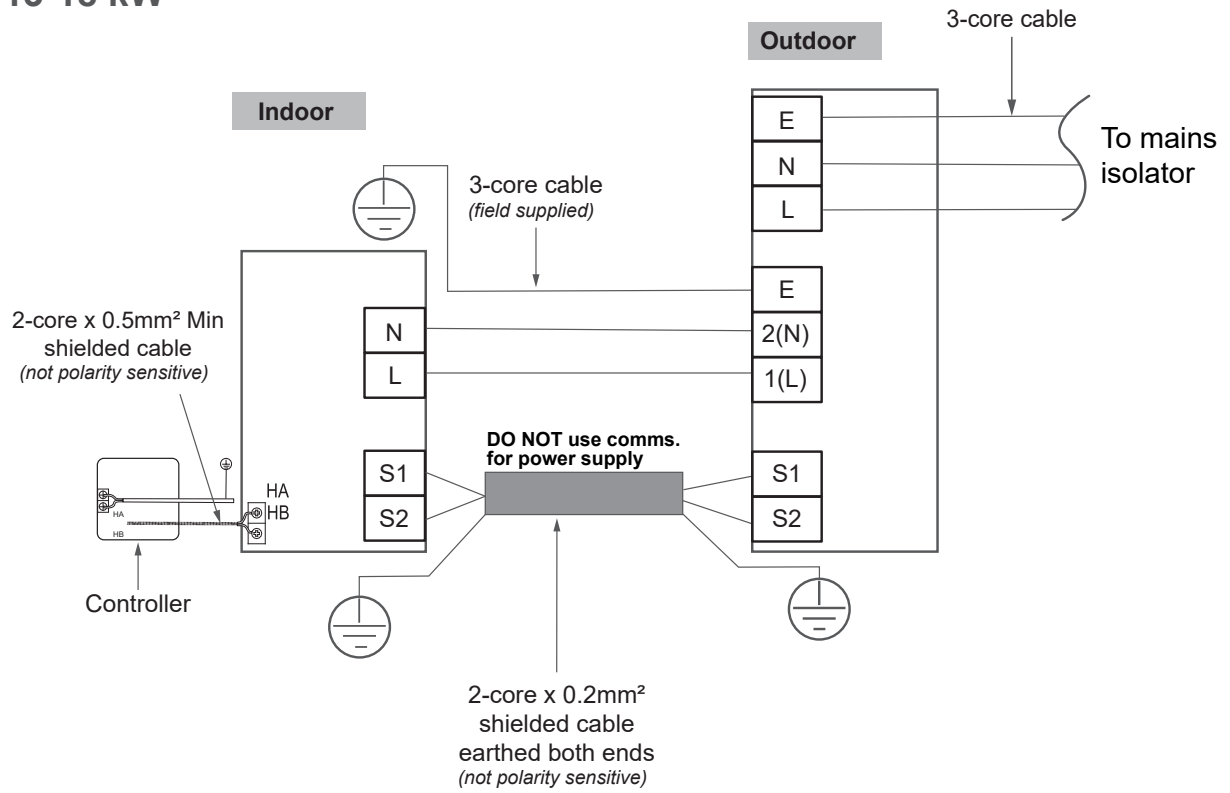 3-core cable
Outdoor
Indoor
E
N
L
To mains
isolator
3-core cable
(field supplied)
E
2(N)
1(L)
N
L
2-core x 0.5mm² Min
shielded cable
(not polarity sensitive)
DO NOT use comms.
for power supply
S1
S2
S1
S2
HA
HB
HA
HB
Controller
2-core x 0.2mm²
shielded cable
earthed both ends
(not polarity sensitive)